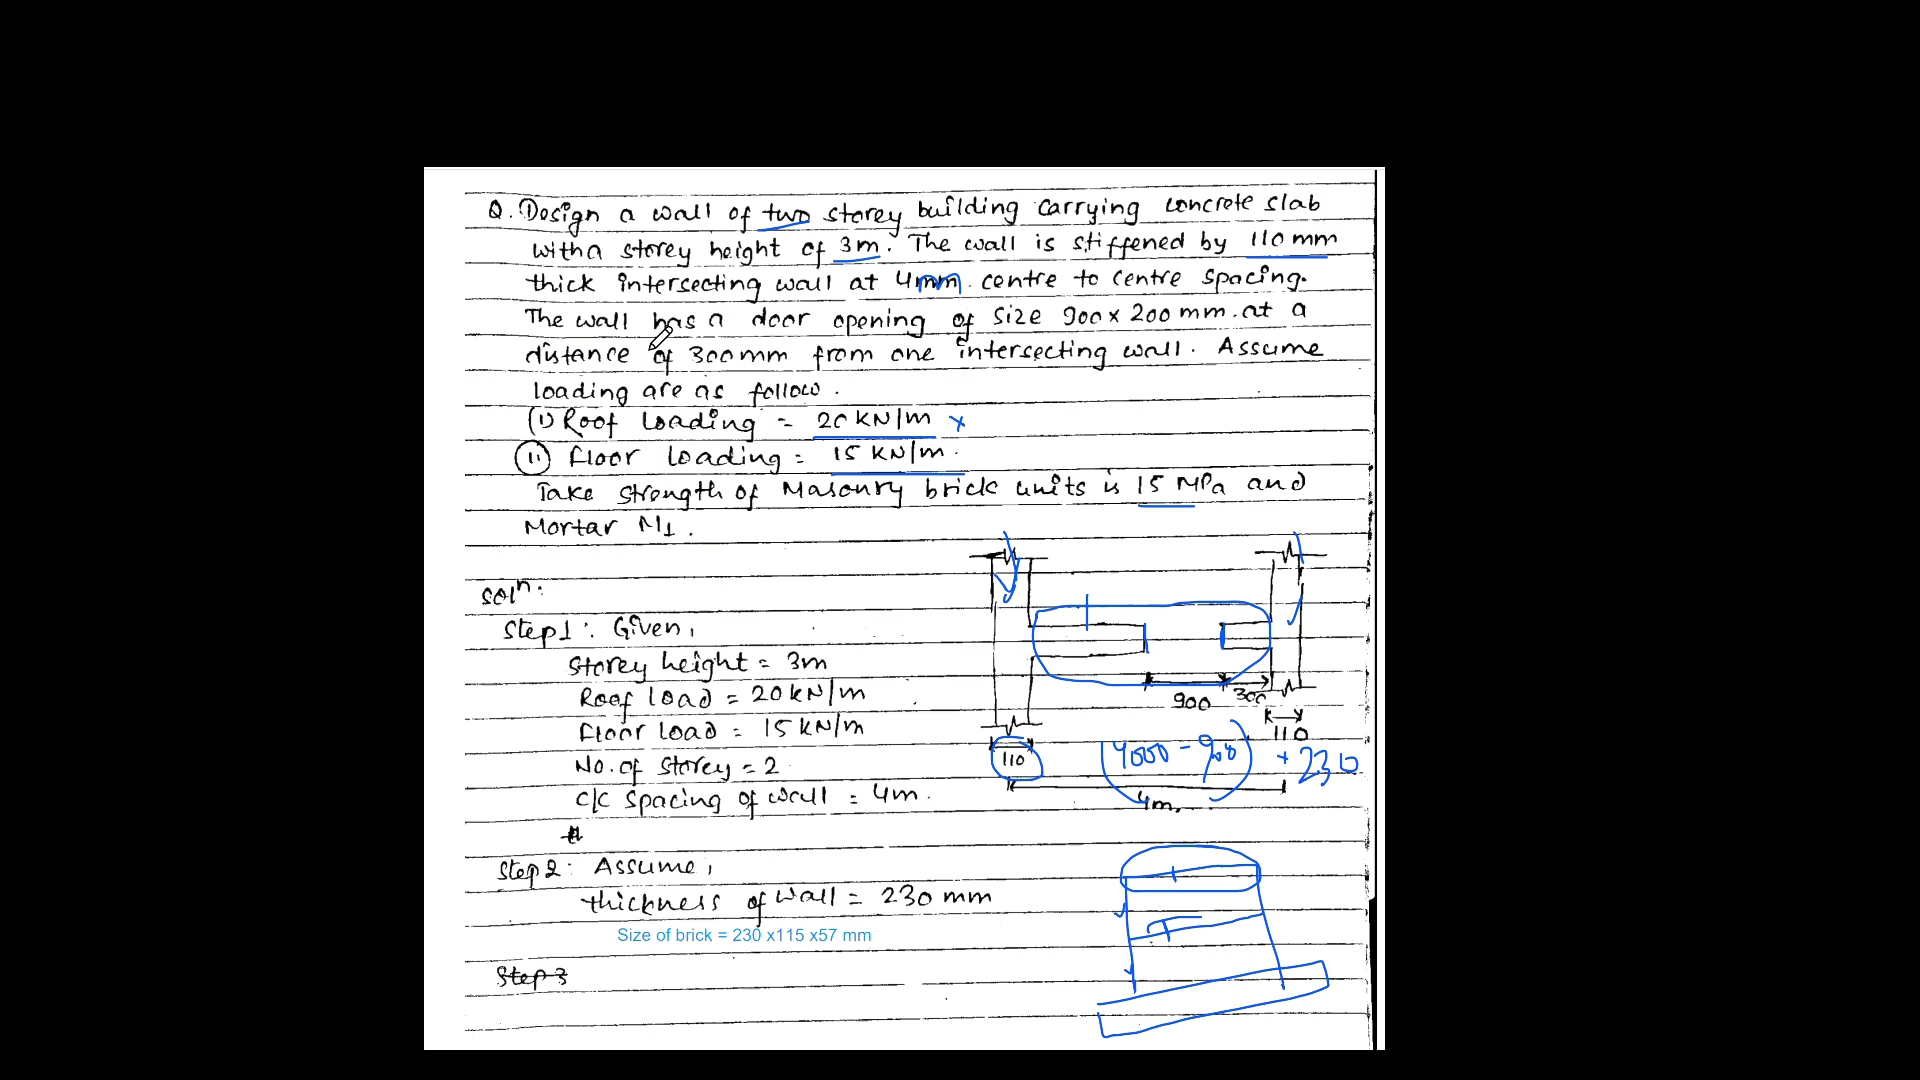 Q. Design a wall of two storey building carrying concrete slab
with a storey height of 3m. The wall is stiffened by 110 mm
thick intersecting wall at 4mm. centre to centre spacing.
The wall has a door opening of size 900 x 200 mm. at a
distance of 300mm from one intersecting wall. Assume
loading are as follow.
(1) Roof loading = 20 KN/m x
(11) floor loading = 15 KN/m.
Take strength of Masonry brick units is 15 MPa and
Mortar M1.
Soln:
Step1: Given,
Storey height = 3m
Roof load = 20 kN/m
floor load = 15 kN/m
No. of storey = 2
c/c spacing of wall = 4m.
900
300
110
110
(4000 - 900) + 230
4m.
Step2: Assume,
thickness of wall = 230 mm
Size of brick = 230 x115 x57 mm
Step 3